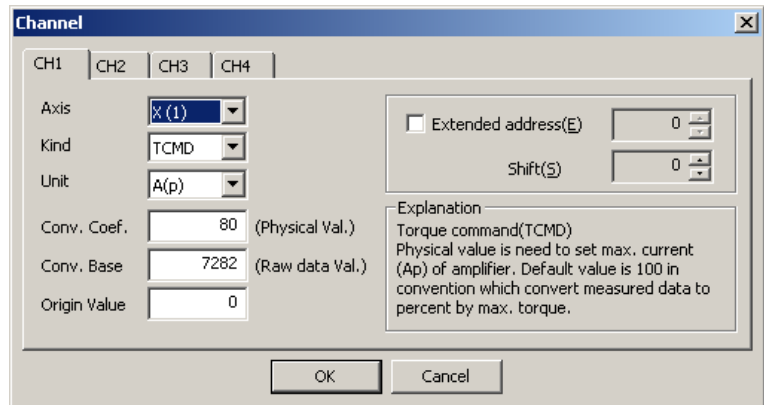 Channel
CH1 CH2 CH3 CH4
Axis X (1)
Kind TCMD
Unit A(p)
Conv. Coef. 80 (Physical Val.)
Conv. Base 7282 (Raw data Val.)
Origin Value 0
Extended address(E) 0
Shift(S) 0
Explanation
Torque command(TCMD)
Physical value is need to set max. current
(Ap) of amplifier. Default value is 100 in
convention which convert measured data to
percent by max. torque.
OK Cancel